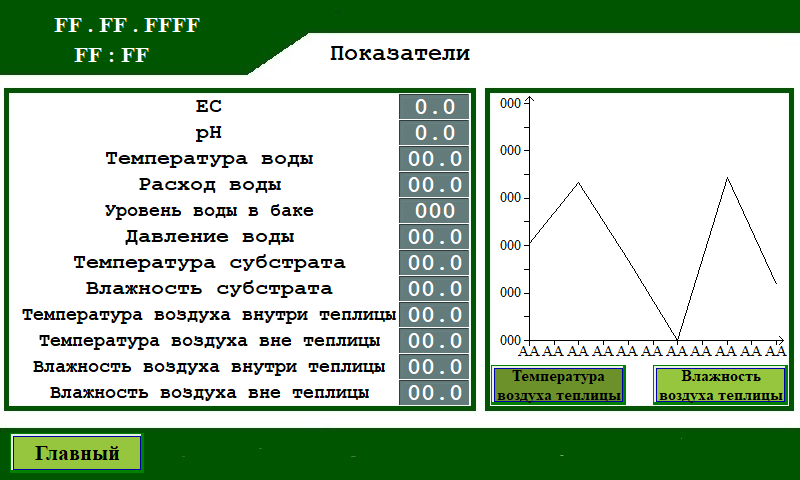 FF . FF . FFFF
FF : FF
Показатели
EC 0.0
pH 0.0
Температура воды 00.0
Расход воды 00.0
Уровень воды в баке 000
Давление воды 00.0
Температура субстрата 00.0
Влажность субстрата 00.0
Температура воздуха внутри теплицы 00.0
Температура воздуха вне теплицы 00.0
Влажность воздуха внутри теплицы 00.0
Влажность воздуха вне теплицы 00.0
000
000
000
000
000
000
AA AA AA AA AA AA AA AA AA AA AA
Температура
воздуха теплицы
Влажность
воздуха теплицы
Главный